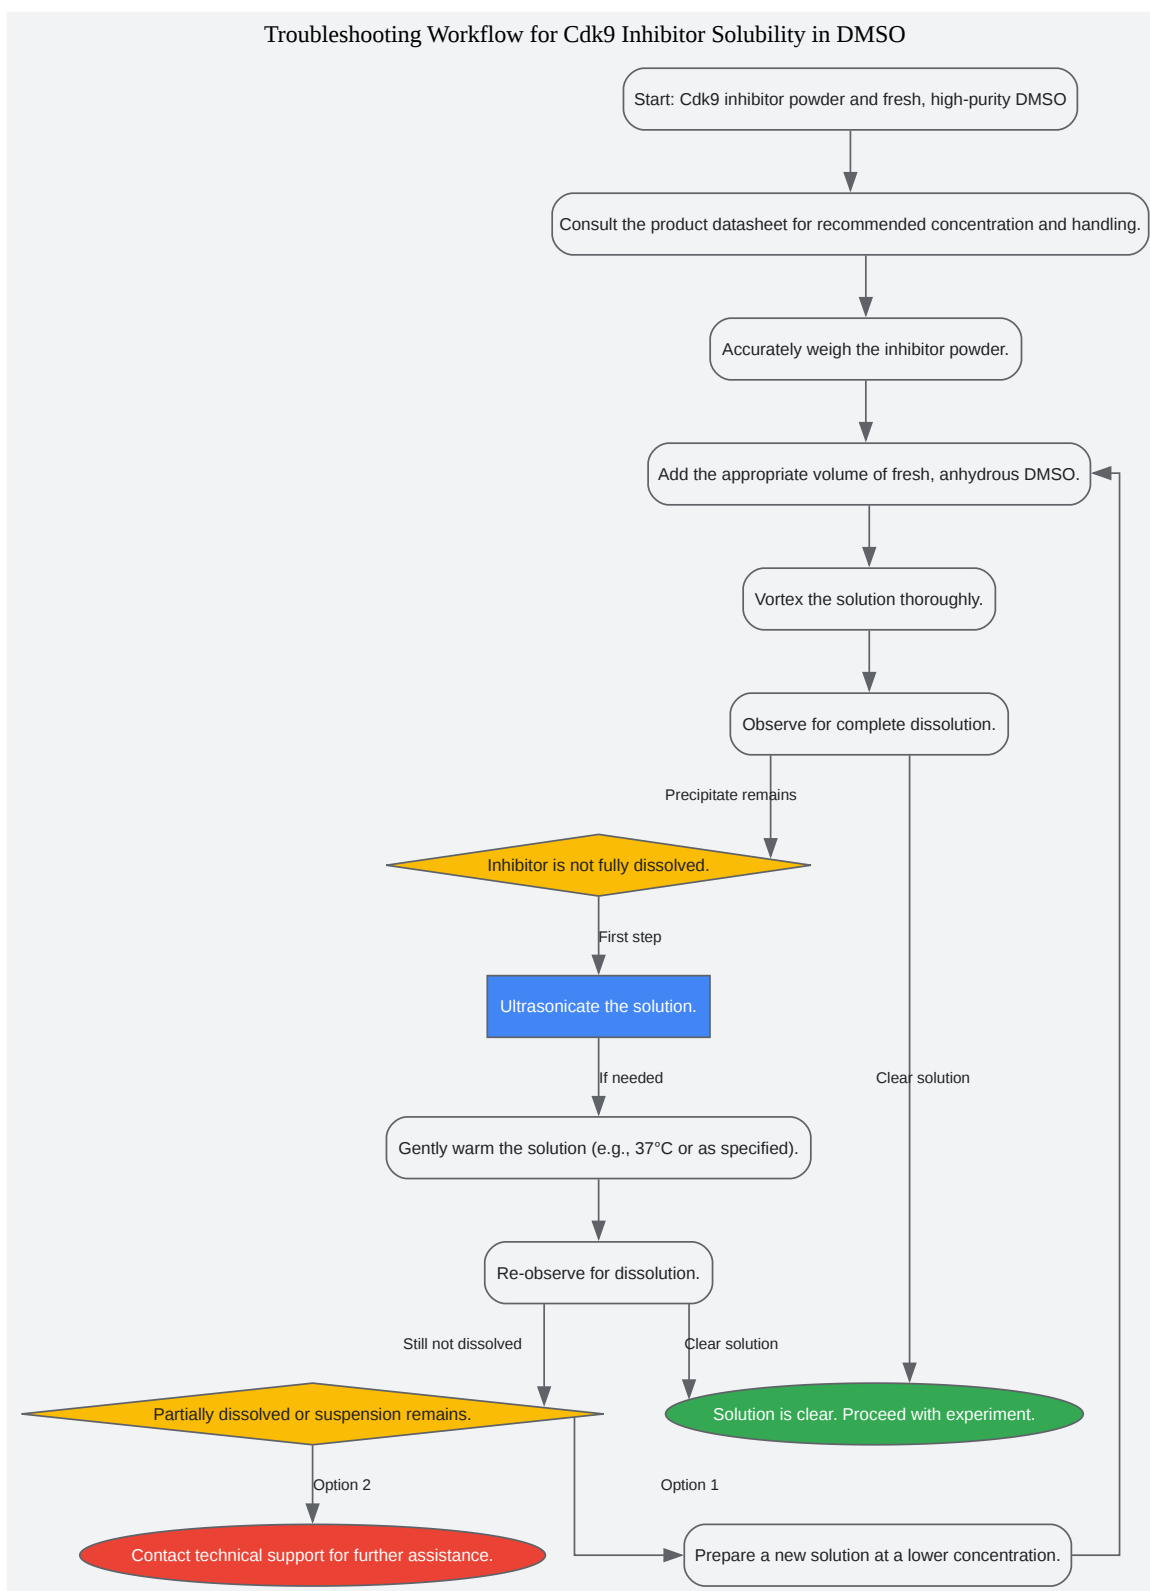 Troubleshooting Workflow for Cdk9 Inhibitor Solubility in DMSO
Start: Cdk9 inhibitor powder and fresh, high-purity DMSO
Consult the product datasheet for recommended concentration and handling.
Accurately weigh the inhibitor powder.
Add the appropriate volume of fresh, anhydrous DMSO.
Vortex the solution thoroughly.
Observe for complete dissolution.
Precipitate remains
Inhibitor is not fully dissolved.
First step
Ultrasonicate the solution.
If needed
Clear solution
Gently warm the solution (e.g., 37°C or as specified).
Re-observe for dissolution.
Still not dissolved
Clear solution
Partially dissolved or suspension remains.
Solution is clear. Proceed with experiment.
Option 2
Option 1
Contact technical support for further assistance.
Prepare a new solution at a lower concentration.